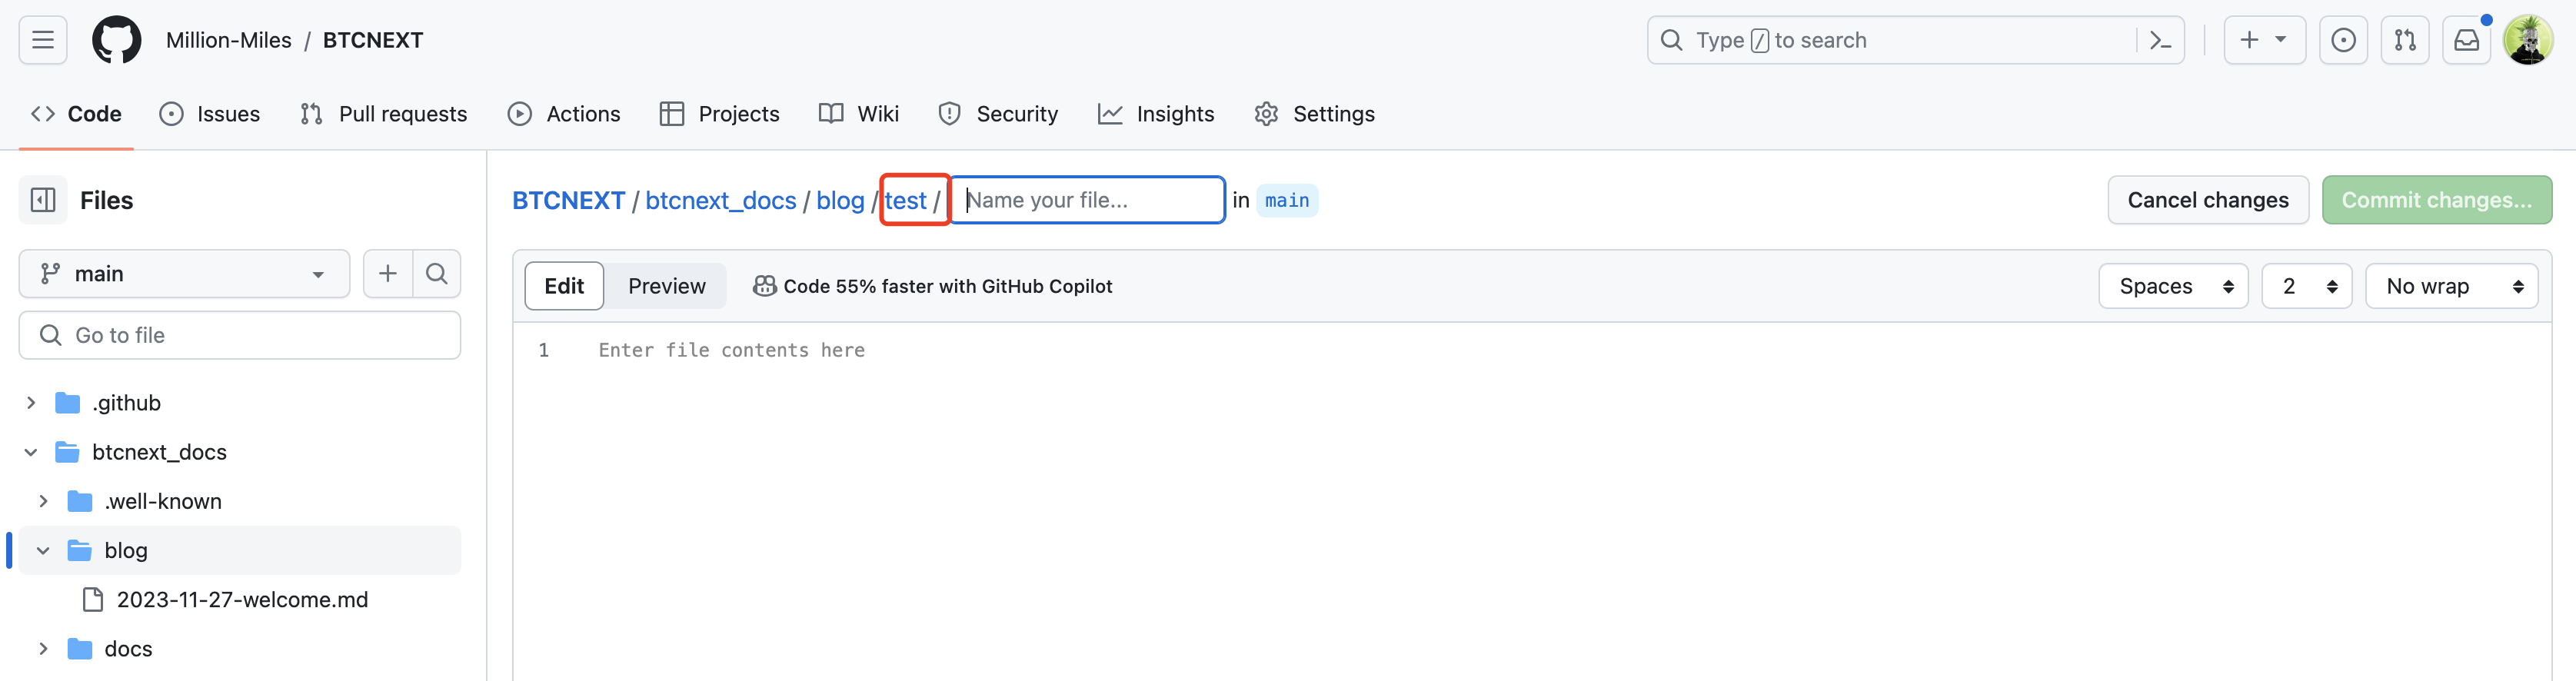 Million-Miles / BTCNEXT
Type / to search
Code Issues Pull requests Actions Projects Wiki Security Insights Settings
Files
BTCNEXT / btcnext_docs / blog / test / Name your file... in main
Cancel changes Commit changes...
main
Edit Preview Code 55% faster with GitHub Copilot
Spaces 2 No wrap
Go to file
1 Enter file contents here
.github
btcnext_docs
.well-known
blog
2023-11-27-welcome.md
docs